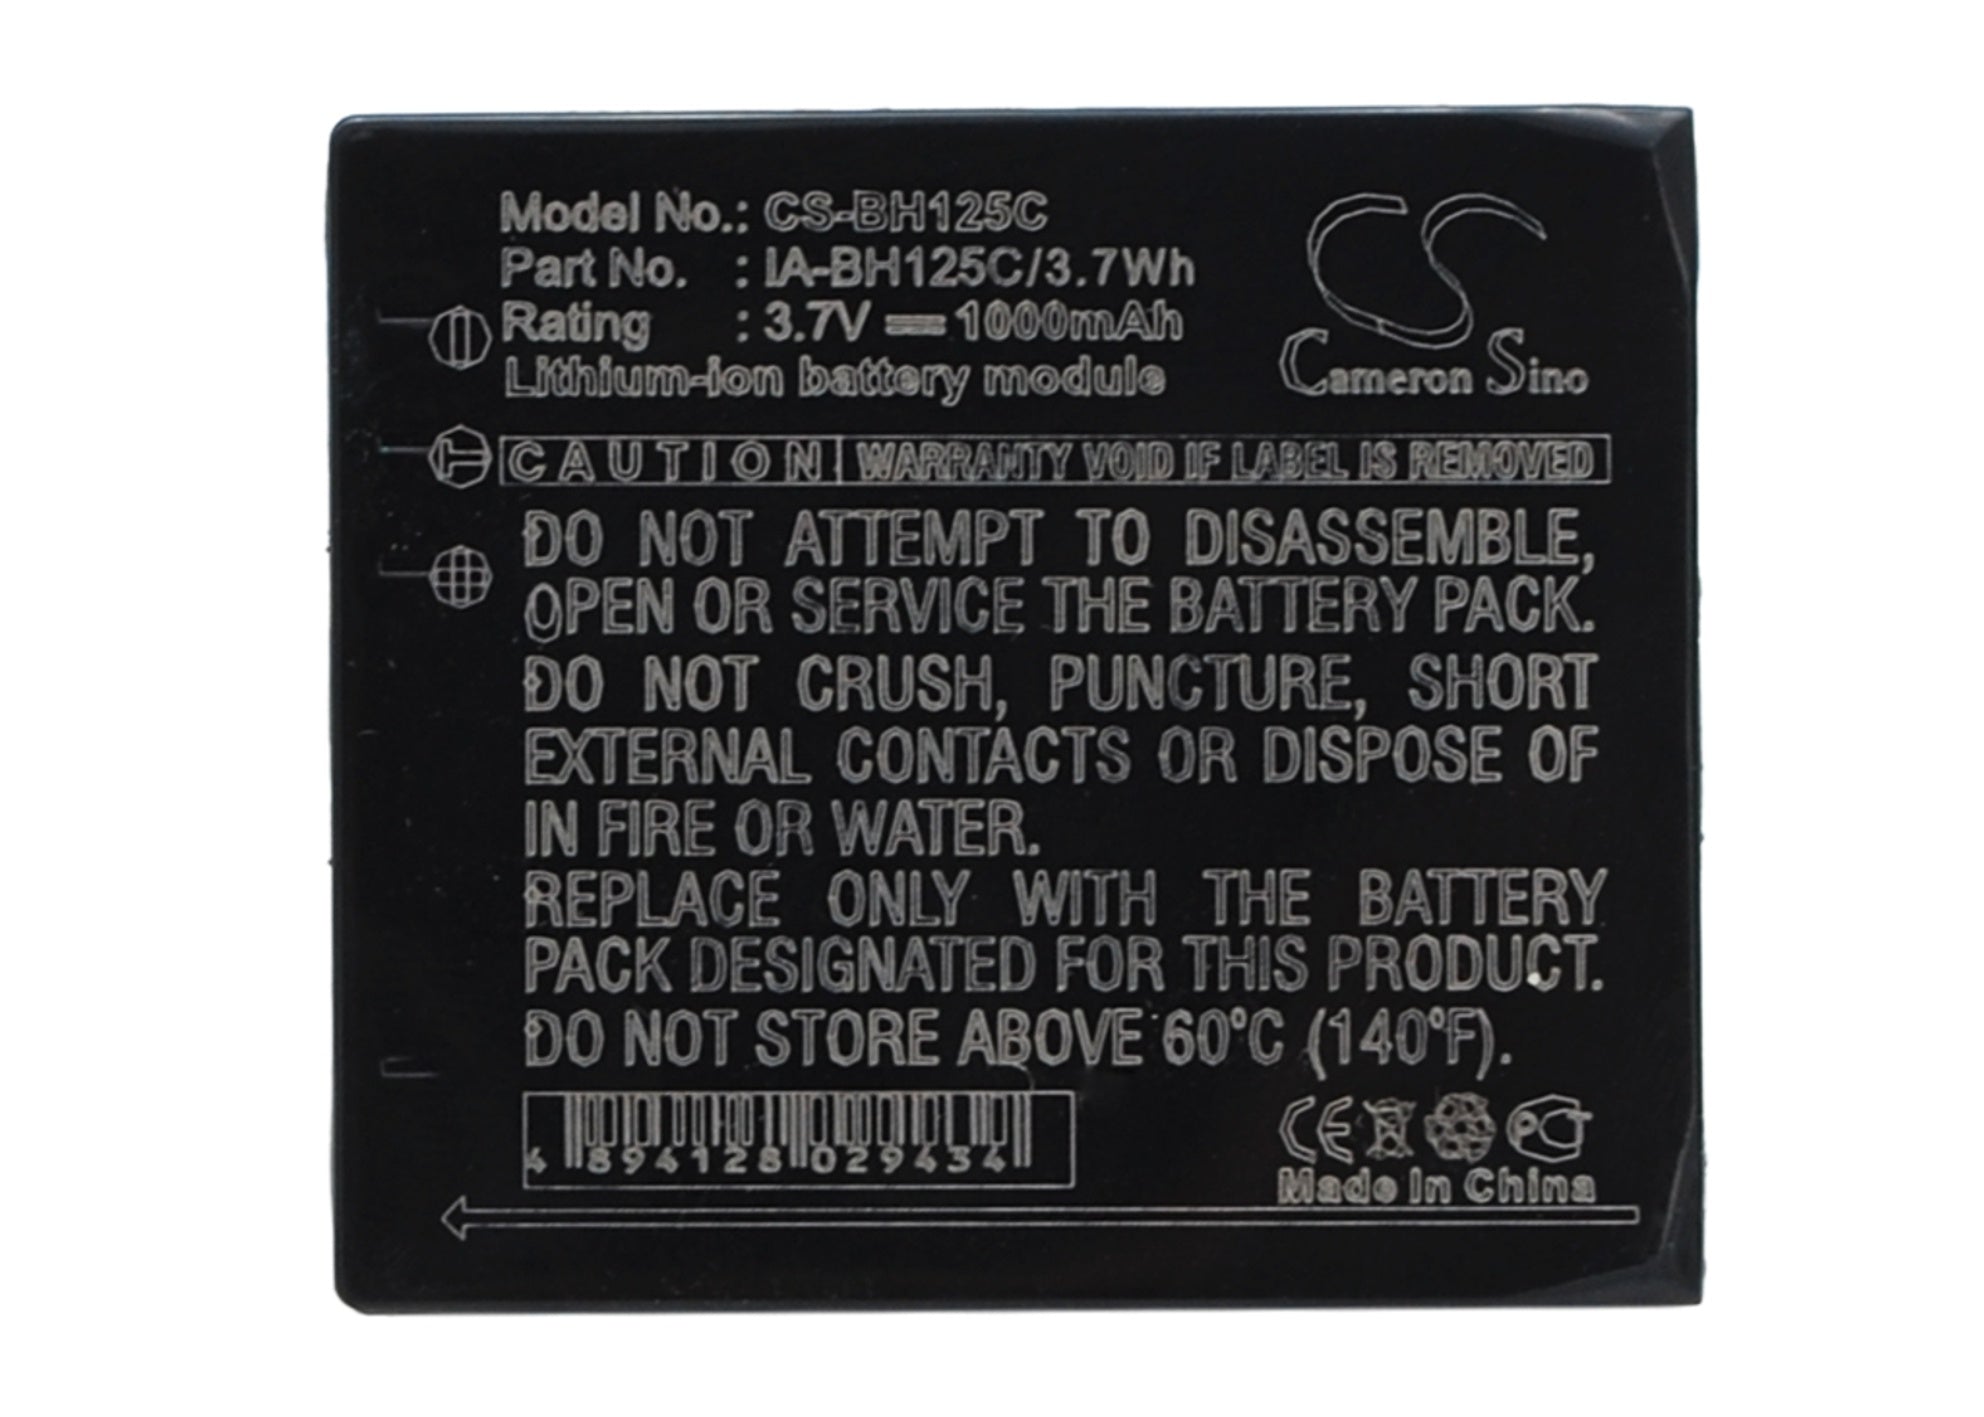 Model No.: CS-BH125C
Part No. : IA-BH125C/3.7Wh
Rating : 3.7V 1000mAh
Lithium-ion battery module
CS
Cameron Sino
CAUTION WARRANTY VOID IF LABEL IS REMOVED
T
DO NOT ATTEMPT TO DISASSEMBLE,
OPEN OR SERVICE THE BATTERY PACK.
DO NOT CRUSH, PUNCTURE, SHORT
EXTERNAL CONTACTS OR DISPOSE OF
IN FIRE OR WATER.
REPLACE ONLY WITH THE BATTERY
PACK DESIGNATED FOR THIS PRODUCT.
DO NOT STORE ABOVE 60°C (140°F).
4 894128 029434
CE PCT
Made In China